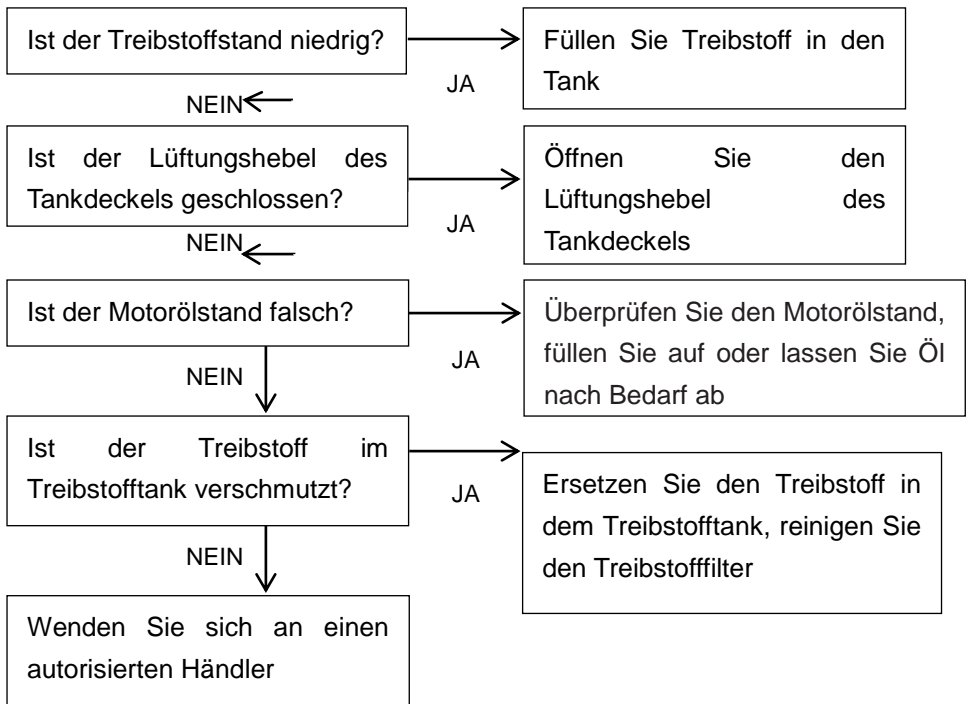 Ist der Treibstoffstand niedrig?
JA
Füllen Sie Treibstoff in den
Tank
NEIN
Ist der Lüftungshebel des
Tankdeckels geschlossen?
JA
Öffnen Sie den
Lüftungshebel des
Tankdeckels
NEIN
Ist der Motorölstand falsch?
JA
Überprüfen Sie den Motorölstand,
füllen Sie auf oder lassen Sie Öl
nach Bedarf ab
NEIN
Ist der Treibstoff im
Treibstofftank verschmutzt?
JA
Ersetzen Sie den Treibstoff in
dem Treibstofftank, reinigen Sie
den Treibstofffilter
NEIN
Wenden Sie sich an einen
autorisierten Händler